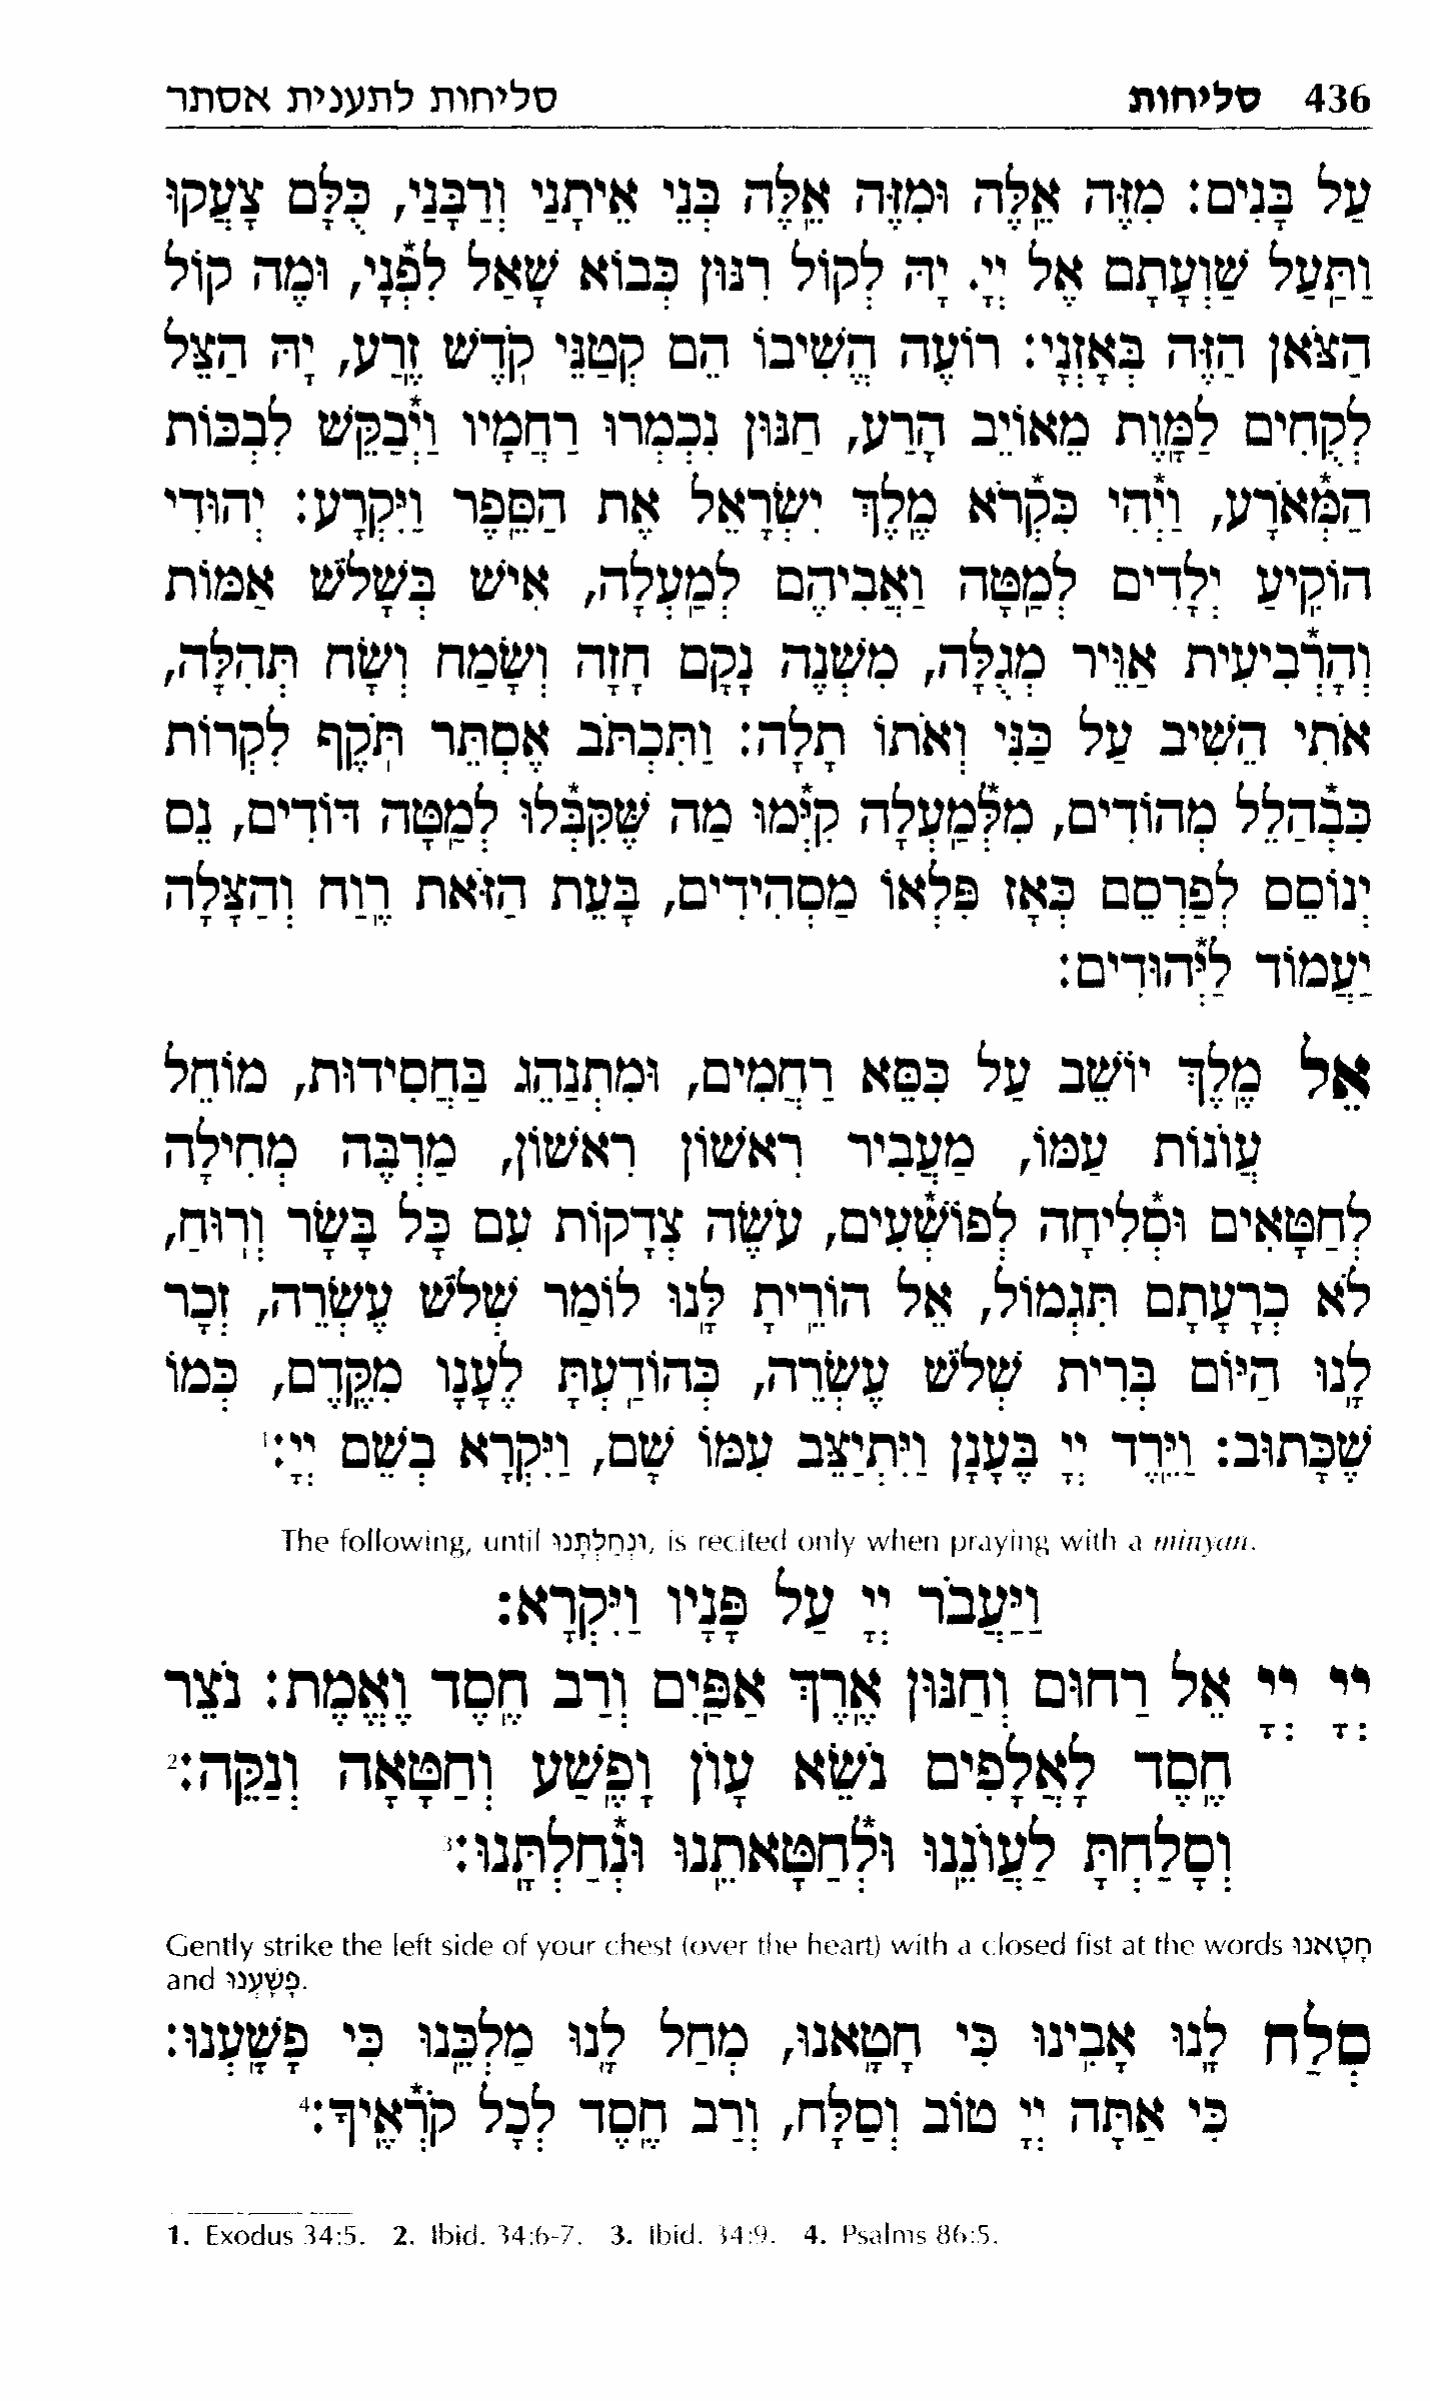 436 סליחות סליחות לתענית אסתר
עַל בָּנִים: מִזֶּה אֵלֶּה וּמִזֶּה אֵלֶּה בְּנֵי אֵיתָנַי וְרַבָּנַי, כֻּלָּם צָעֲקוּ
וַתַּעַל שַׁוְעָתָם אֶל יְיָ. יָהּ לְקוֹל רִנּוּן כְּבוֹא שָׁאַל לְפָנָי, וּמֶה קוֹל
הַצֹּאן הַזֶּה בְּאָזְנָי: רוֹעֶה הֱשִׁיבוֹ הֵם קְטַנֵּי קֹדֶשׁ זֶרַע, יָהּ הַצֵּל
לְקֻחִים לַמָּוֶת מֵאוֹיֵב הָרַע, חַנּוּן נִכְמְרוּ רַחֲמָיו וַיְבַקֵּשׁ לִבְכּוֹת
הַמְּאֹרָע, וַיְהִי כִּקְרֹא מֶלֶךְ יִשְׂרָאֵל אֶת הַסֵּפֶר וַיִּקְרָע: יְהוּדִי
הוֹקִיעַ יְלָדִים לְמַטָּה וַאֲבִיהֶם לְמַעְלָה, אִישׁ בְּשָׁלֹשׁ אַמּוֹת
וְהָרְבִיעִית אַוֵּיר מְגֻלָּה, מִשְׁנֶה נָקָם חָזָה וְשָׂמַח וְשָׂח תְּהִלָּה,
אֹתִי הֵשִׁיב עַל כַּנִּי וְאֹתוֹ תָלָה: וַתִּכְתֹּב אֶסְתֵּר תֹּקֶף לִקְרוֹת
כִּבְהַלֵּל מְהוֹדִים, מִלְמַעְלָה קִיְּמוּ מַה שֶּׁקִּבְּלוּ לְמַטָּה דּוֹדִים, נֵס
יְנוֹסֵס לְפַרְסֵם כְּאָז פִּלְאוֹ מַסְהִידִים, בָּעֵת הַזֹּאת רֶוַח וְהַצָּלָה
יַעֲמוֹד לַיְּהוּדִים:
אֵל מֶלֶךְ יוֹשֵׁב עַל כִּסֵּא רַחֲמִים, וּמִתְנַהֵג בַּחֲסִידוּת, מוֹחֵל
עֲוֹנוֹת עַמּוֹ, מַעֲבִיר רִאשׁוֹן רִאשׁוֹן, מַרְבֶּה מְחִילָה
לְחַטָּאִים וּסְלִיחָה לְפוֹשְׁעִים, עֹשֶׂה צְדָקוֹת עִם כָּל בָּשָׂר וְרוּחַ,
לֹא כְרָעָתָם תִּגְמוֹל, אֵל הוֹרֵיתָ לָּנוּ לוֹמַר שְׁלֹשׁ עֶשְׂרֵה, זְכָר
לָנוּ הַיּוֹם בְּרִית שְׁלֹשׁ עֶשְׂרֵה, כְּהוֹדַעְתָּ לֶעָנָו מִקֶּדֶם, כְּמוֹ
שֶׁכָּתוּב: וַיֵּרֶד יְיָ בֶּעָנָן וַיִּתְיַצֵּב עִמּוֹ שָׁם, וַיִּקְרָא בְשֵׁם יְיָ:1
The following, until וּנְחַלְתָּנוּ, is recited only when praying with a minyan.
וַיַּעֲבֹר יְיָ עַל פָּנָיו וַיִּקְרָא:
יְיָ יְיָ אֵל רַחוּם וְחַנּוּן אֶרֶךְ אַפַּיִם וְרַב חֶסֶד וֶאֱמֶת: נֹצֵר
חֶסֶד לָאֲלָפִים נֹשֵׂא עָוֹן וָפֶשַׁע וְחַטָּאָה וְנַקֵּה:2
וְסָלַחְתָּ לַעֲוֹנֵנוּ וּלְחַטָּאתֵנוּ וּנְחַלְתָּנוּ:3
Gently strike the left side of your chest (over the heart) with a closed fist at the words חָטָאנוּ
and פָשָׁעְנוּ.
סְלַח לָנוּ אָבִינוּ כִּי חָטָאנוּ, מְחַל לָנוּ מַלְכֵּנוּ כִּי פָשָׁעְנוּ:
כִּי אַתָּה יְיָ טוֹב וְסַלָּח, וְרַב חֶסֶד לְכָל קֹרְאֶיךָ:4
1. Exodus 34:5. 2. Ibid. 34:6-7. 3. Ibid. 34:9. 4. Psalms 86:5.